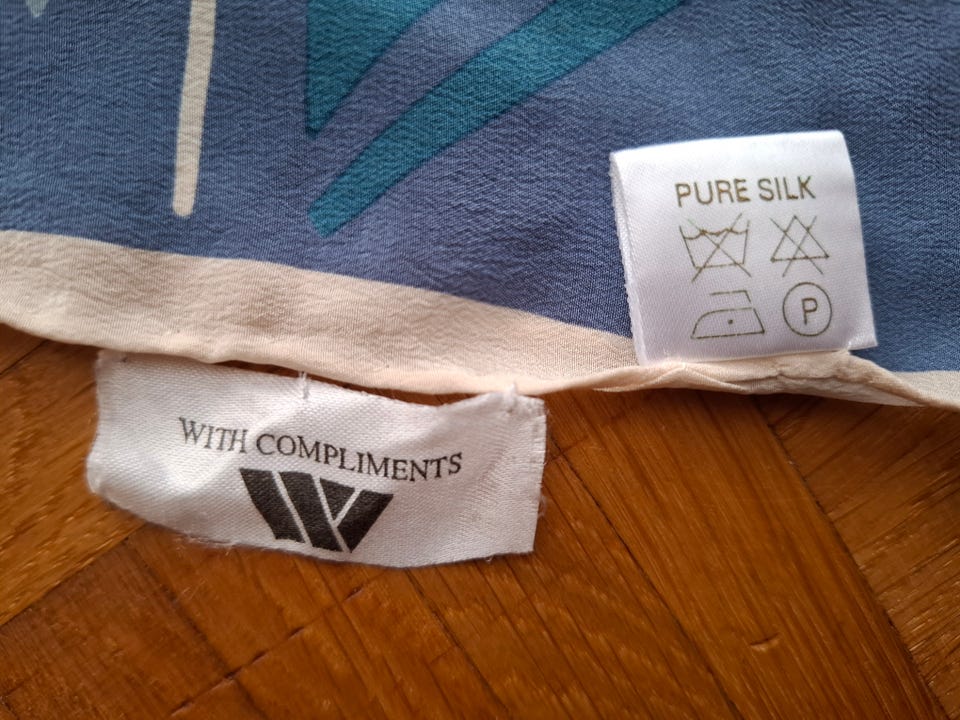 PURE SILK
P
WITH COMPLIMENTS
W